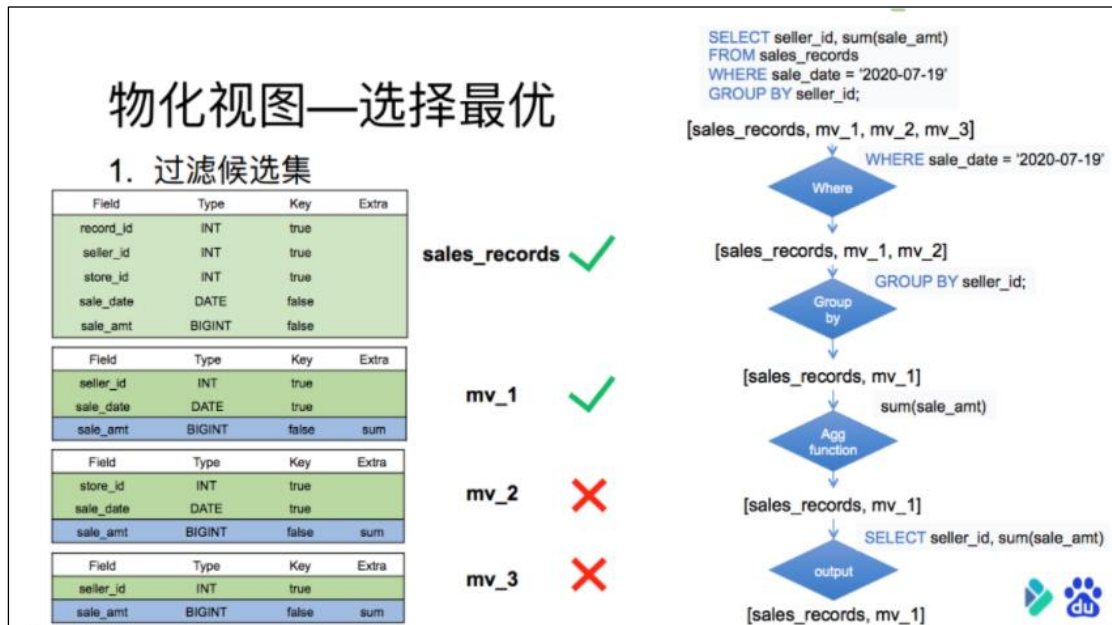 物化视图—选择最优
1. 过滤候选集
Field Type Key Extra
record_id INT true
seller_id INT true
store_id INT true
sale_date DATE false
sale_amt BIGINT false
sales_records
Field Type Key Extra
seller_id INT true
sale_date DATE true
sale_amt BIGINT false sum
mv_1
Field Type Key Extra
store_id INT true
sale_date DATE true
sale_amt BIGINT false sum
mv_2
Field Type Key Extra
seller_id INT true
sale_amt BIGINT false sum
mv_3
SELECT seller_id, sum(sale_amt)
FROM sales_records
WHERE sale_date = '2020-07-19'
GROUP BY seller_id;
[sales_records, mv_1, mv_2, mv_3]
WHERE sale_date = '2020-07-19'
Where
[sales_records, mv_1, mv_2]
GROUP BY seller_id;
Group
by
[sales_records, mv_1]
sum(sale_amt)
Agg
function
[sales_records, mv_1]
SELECT seller_id, sum(sale_amt)
output
[sales_records, mv_1]
du